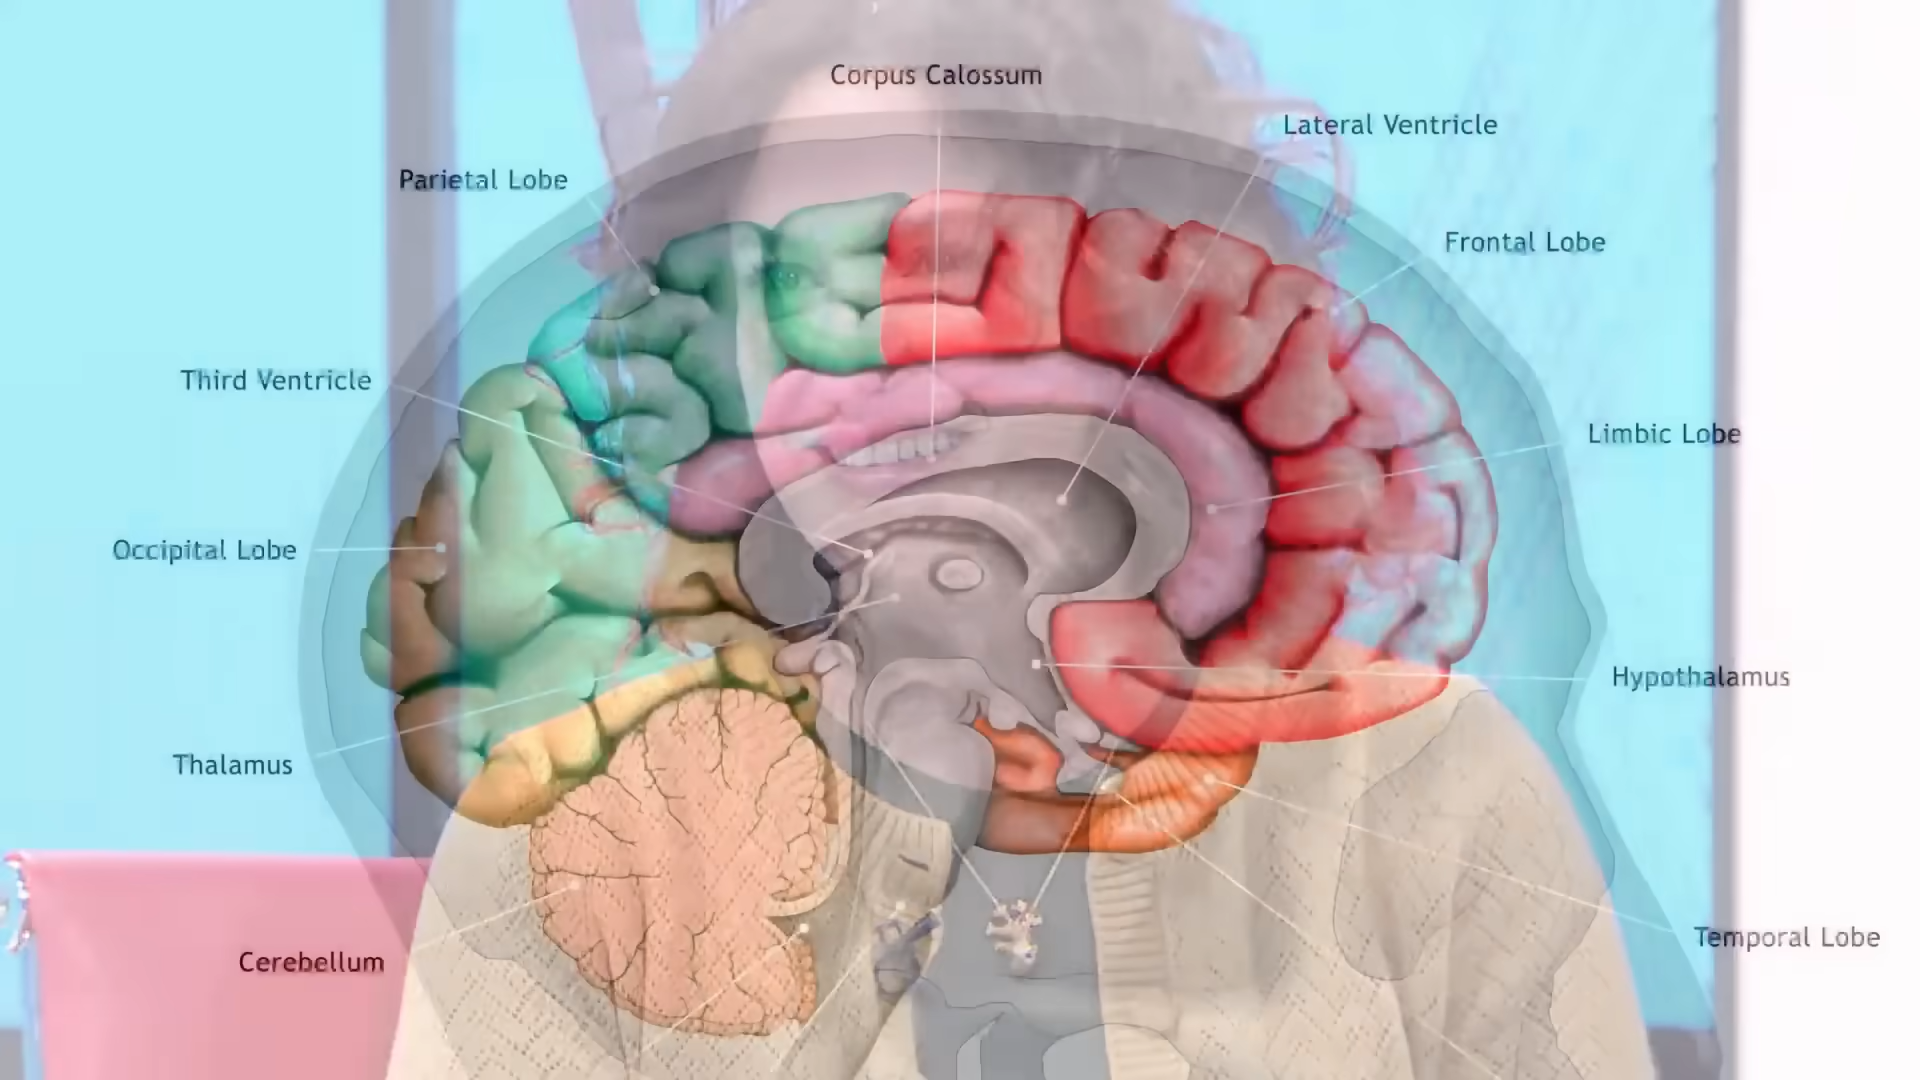 Corpus Calossum
Lateral Ventricle
Parietal Lobe
Frontal Lobe
Third Ventricle
Limbic Lobe
Occipital Lobe
Hypothalamus
Thalamus
Temporal Lobe
Cerebellum